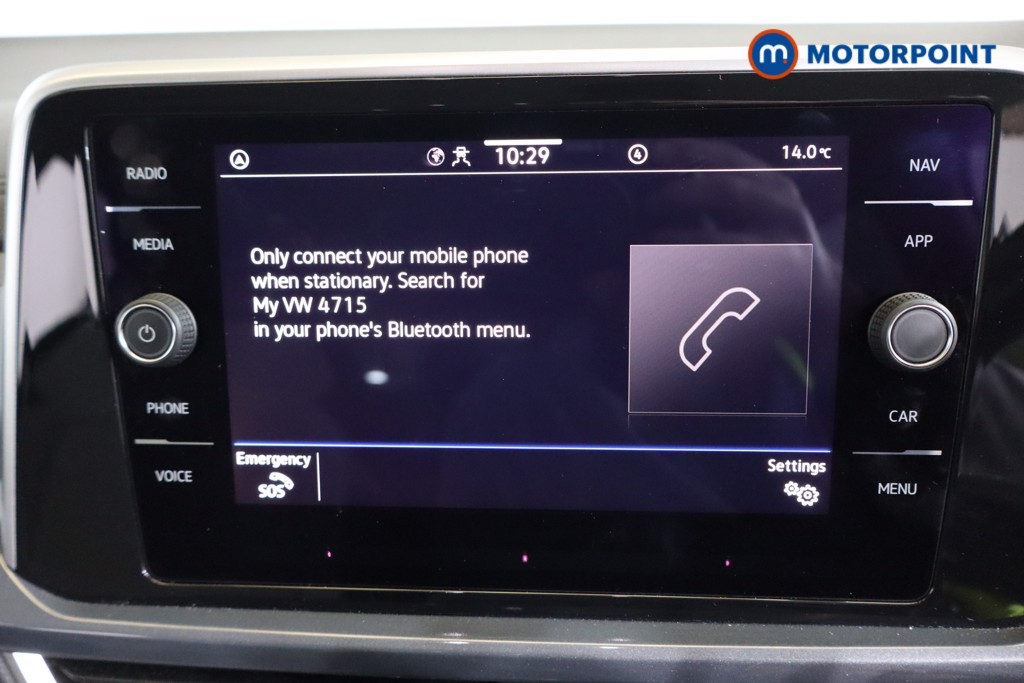 m. MOTORPOINT
RADIO
NAV
4
10:29
14.0°C
MEDIA
APP
Only connect your mobile phone
when stationary. Search for
My VW 4715
in your phone's Bluetooth menu.
PHONE
CAR
Emergency
SOS
Settings
VOICE
MENU